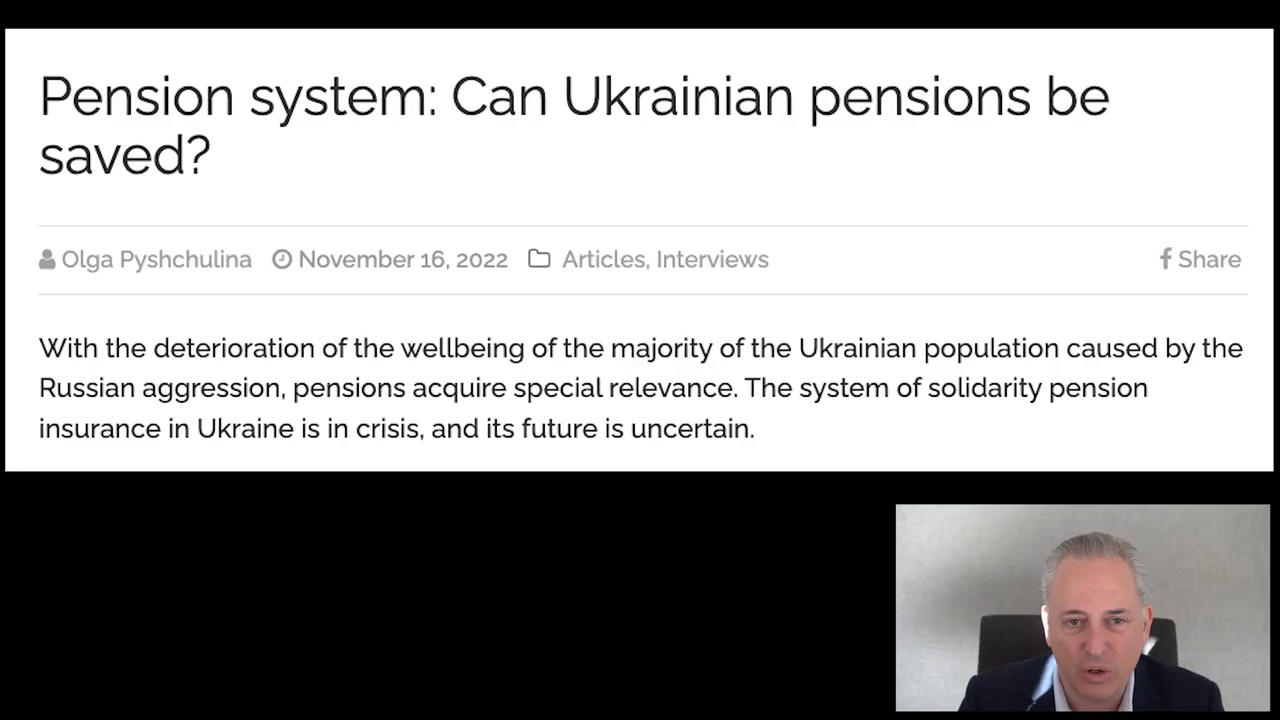 Pension system: Can Ukrainian pensions be
saved?
Olga Pyshchulina November 16, 2022 Articles, Interviews Share
With the deterioration of the wellbeing of the majority of the Ukrainian population caused by the
Russian aggression, pensions acquire special relevance. The system of solidarity pension
insurance in Ukraine is in crisis, and its future is uncertain.